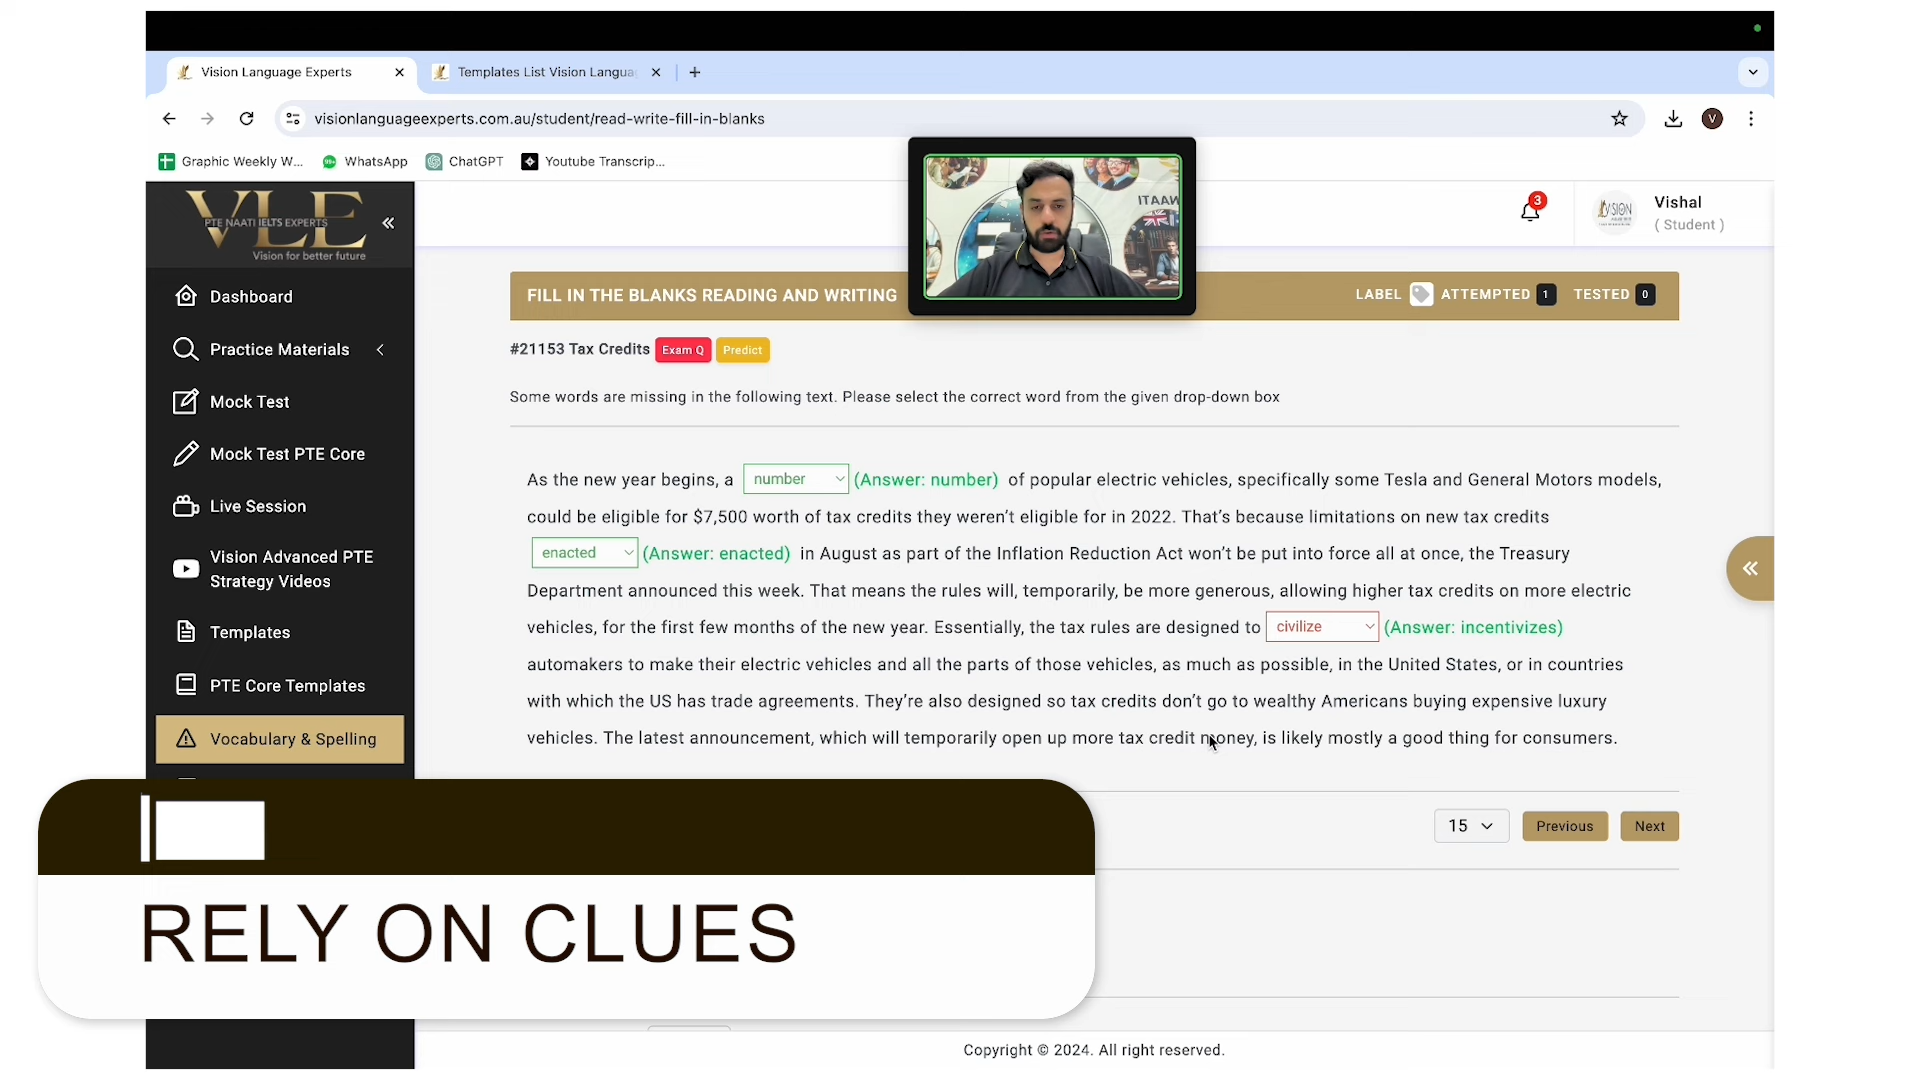 Vision Language Experts
Templates List Vision Langua
visionlanguageexperts.com.au/student/read-write-fill-in-blanks
V
Graphic Weekly W...
99+
WhatsApp
ChatGPT
Youtube Transcrip...
VLE
PTE NAATI IELTS EXPERTS
Vision for better future
3
VISION
Vishal
( Student )
Dashboard
Practice Materials
Mock Test
Mock Test PTE Core
Live Session
Vision Advanced PTE
Strategy Videos
Templates
PTE Core Templates
Vocabulary & Spelling
FILL IN THE BLANKS READING AND WRITING
LABEL ATTEMPTED 1 TESTED 0
#21153 Tax Credits Exam Q Predict
Some words are missing in the following text. Please select the correct word from the given drop-down box
As the new year begins, a number (Answer: number) of popular electric vehicles, specifically some Tesla and General Motors models,
could be eligible for $7,500 worth of tax credits they weren't eligible for in 2022. That's because limitations on new tax credits
enacted (Answer: enacted) in August as part of the Inflation Reduction Act won't be put into force all at once, the Treasury
Department announced this week. That means the rules will, temporarily, be more generous, allowing higher tax credits on more electric
vehicles, for the first few months of the new year. Essentially, the tax rules are designed to civilize (Answer: incentivizes)
automakers to make their electric vehicles and all the parts of those vehicles, as much as possible, in the United States, or in countries
with which the US has trade agreements. They're also designed so tax credits don't go to wealthy Americans buying expensive luxury
vehicles. The latest announcement, which will temporarily open up more tax credit money, is likely mostly a good thing for consumers.
15 Previous Next
RELY ON CLUES
Copyright © 2024. All right reserved.